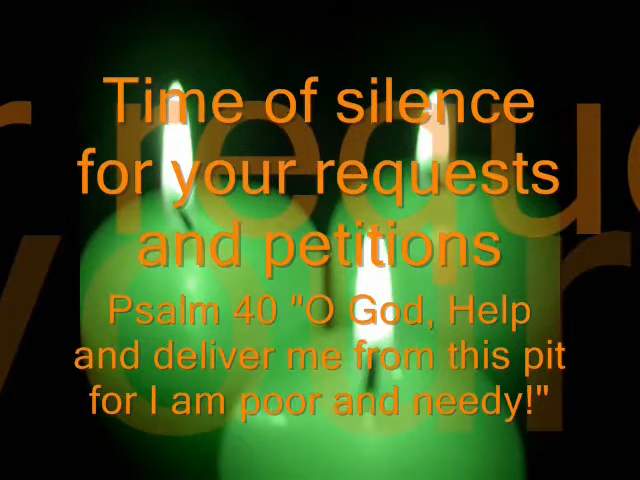 Time of silence
for your requests
and petitions
Psalm 40 "O God, Help
and deliver me from this pit
for I am poor and needy!"